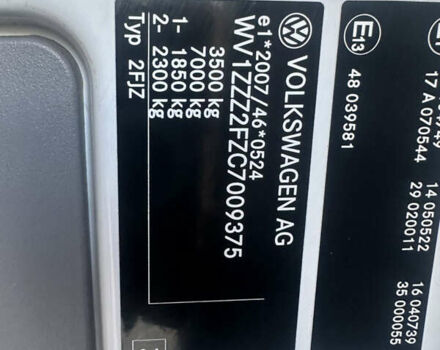 VOLKSWAGEN AG
e1*2007/46*0524
WV1ZZZ2FZC7009375
3500 kg
7000 kg
1- 1850 kg
2- 2300 kg
Typ 2FJZ
E13
48 039581
17 A 070544
14 050522
29 020011
16 040739
35 000055